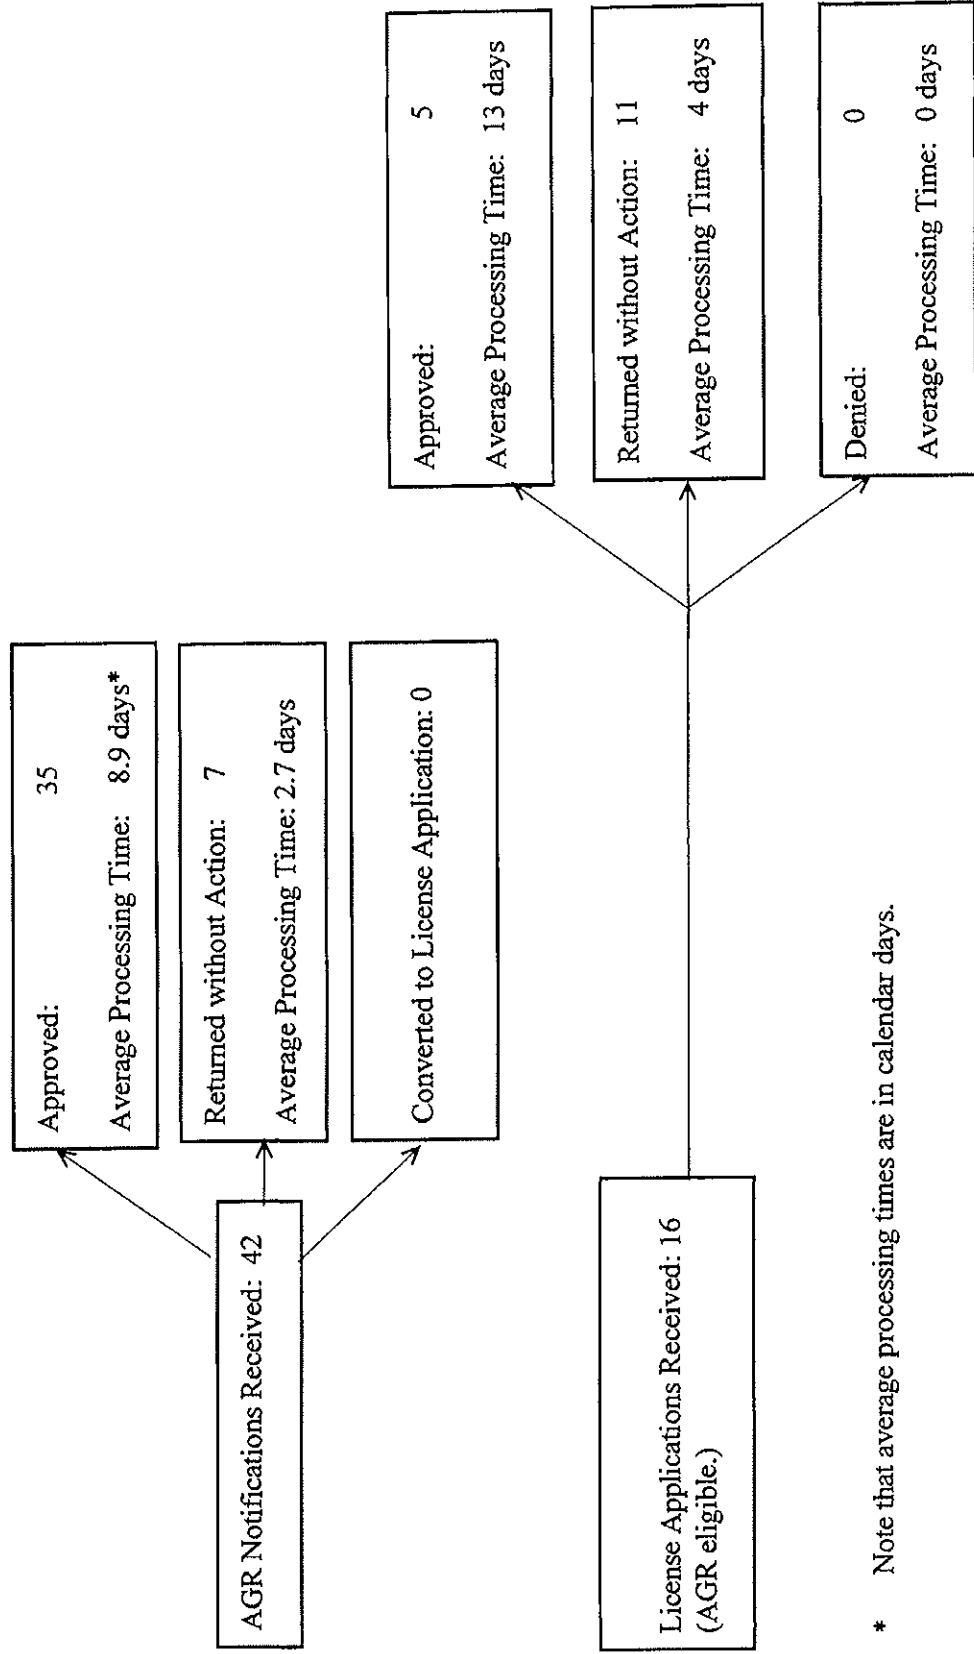 AGR Notifications Received: 42
Approved: 35
Average Processing Time: 8.9 days*
Returned without Action: 7
Average Processing Time: 2.7 days
Converted to License Application: 0
License Applications Received: 16
(AGR eligible.)
Approved: 5
Average Processing Time: 13 days
Returned without Action: 11
Average Processing Time: 4 days
Denied: 0
Average Processing Time: 0 days
* Note that average processing times are in calendar days.